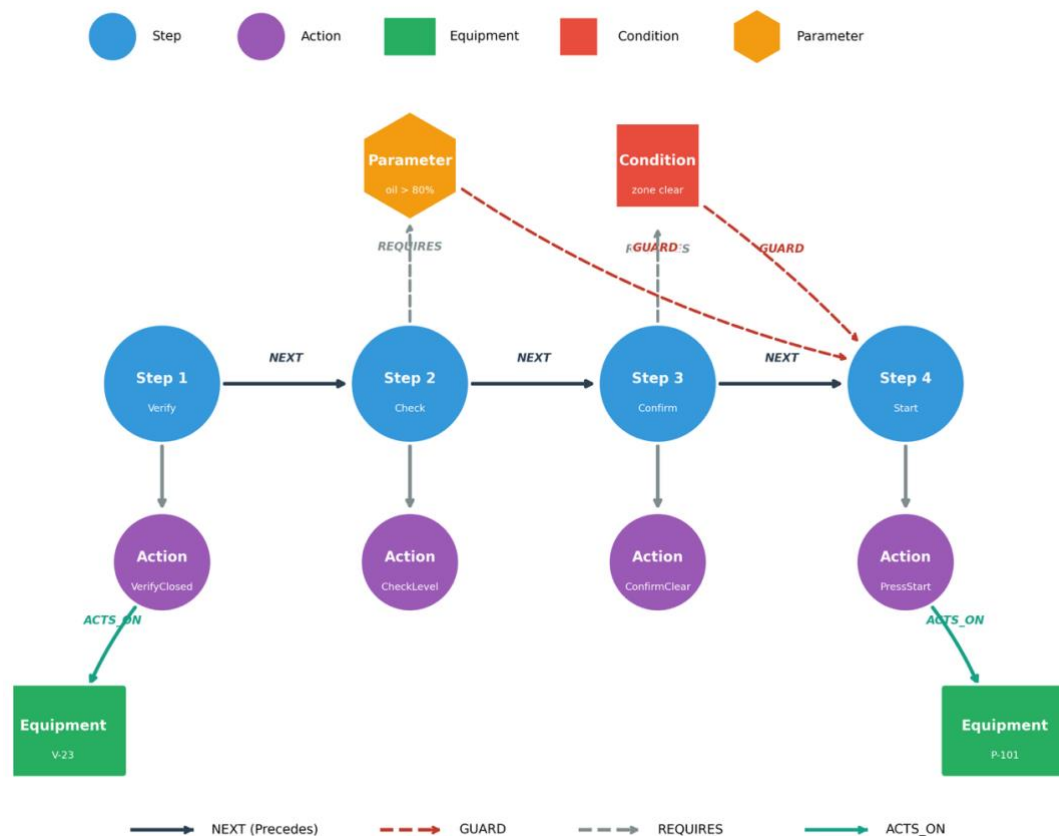 Step
Action
Equipment
Condition
Parameter
Parameter
oil > 80%
Condition
zone clear
REQUIRES
REQUIRES
GUARD
GUARD
NEXT
NEXT
NEXT
Step 1
Verify
Step 2
Check
Step 3
Confirm
Step 4
Start
Action
VerifyClosed
Action
CheckLevel
Action
ConfirmClear
Action
PressStart
ACTS_ON
ACTS_ON
Equipment
V-23
Equipment
P-101
NEXT (Precedes)
GUARD
REQUIRES
ACTS_ON